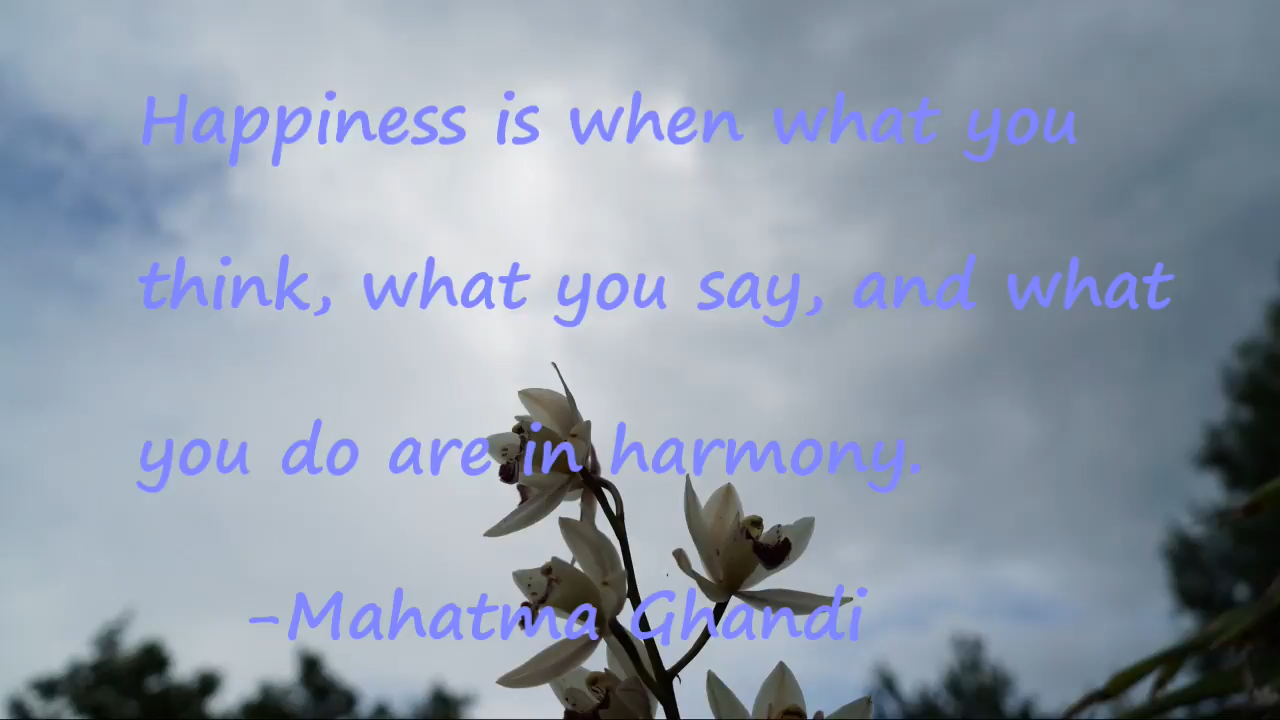 Happiness is when what you
think, what you say, and what
you do are in harmony.
-Mahatma Ghandi